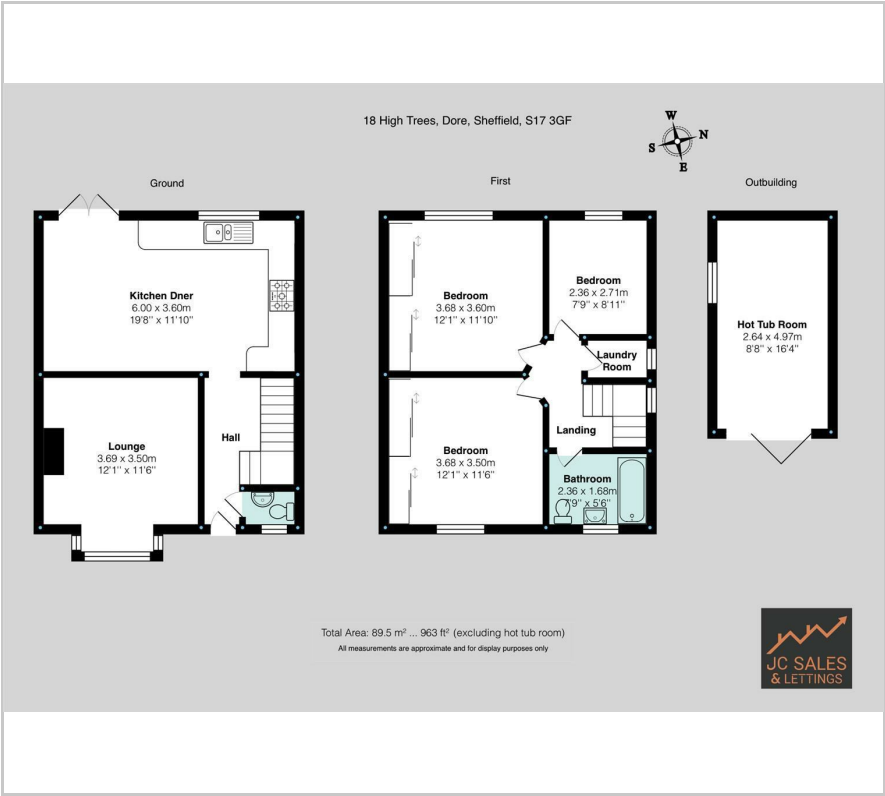 18 High Trees, Dore, Sheffield, S17 3GF
W
N
S
E
Ground
First
Outbuilding
Kitchen Dner
6.00 x 3.60m
19'8" x 11'10"
Bedroom
3.68 x 3.60m
12'1" x 11'10"
Bedroom
2.36 x 2.71m
7'9" x 8'11"
Laundry
Room
Hot Tub Room
2.64 x 4.97m
8'8" x 16'4"
Lounge
3.69 x 3.50m
12'1" x 11'6"
Hall
Bedroom
3.68 x 3.50m
12'1" x 11'6"
Landing
Bathroom
2.36 x 1.68m
7'9" x 5'6"
Total Area: 89.5 m² ... 963 ft² (excluding hot tub room)
All measurements are approximate and for display purposes only
JC SALES
& LETTINGS